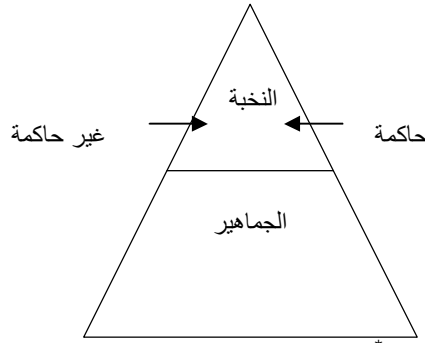 النخبة
حاكمة
غير حاكمة
الجماهير
*